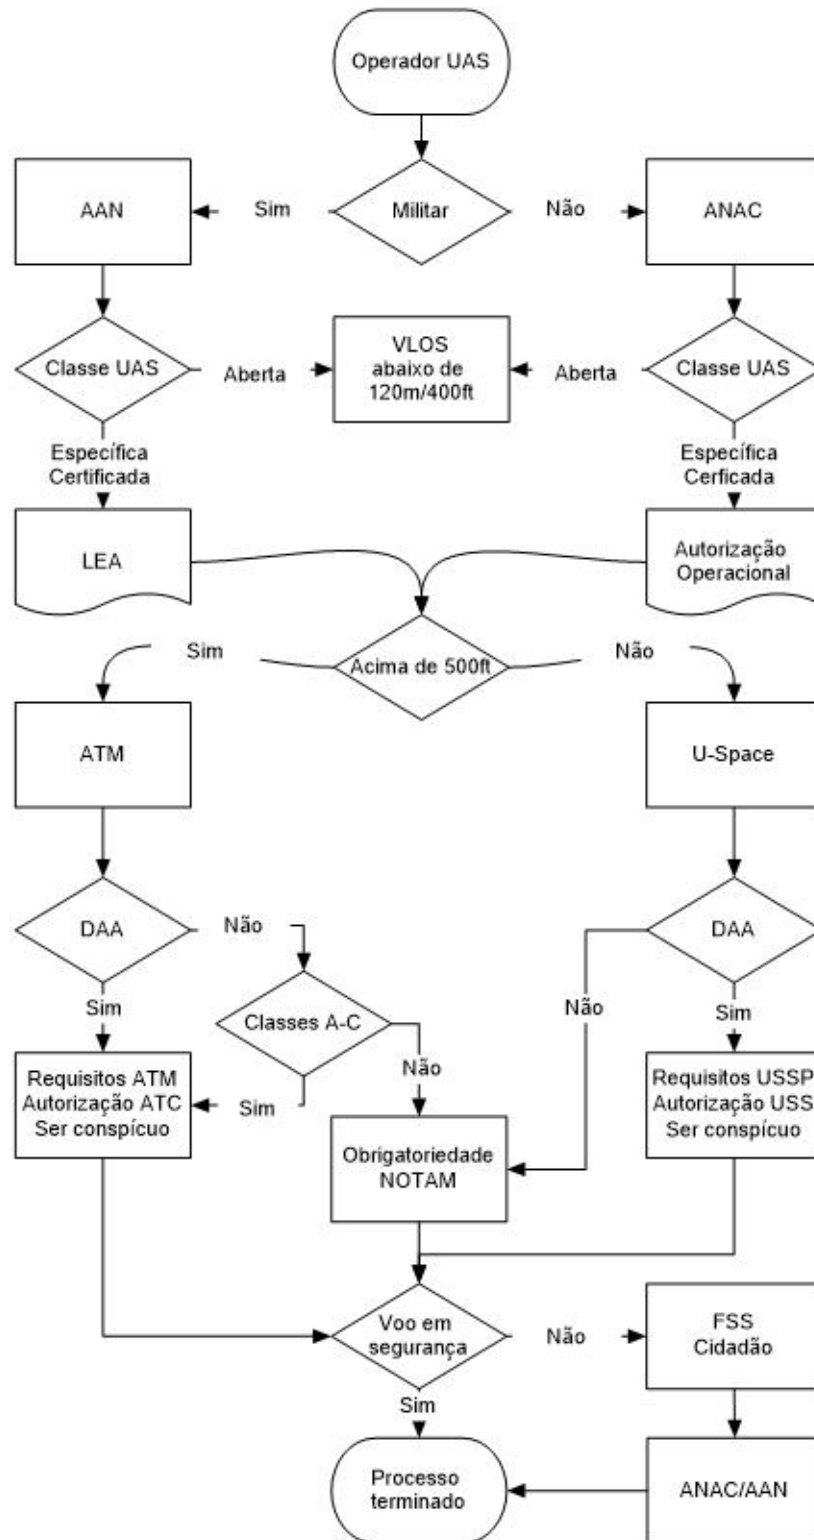 Operador UAS
AAN
Sim
Militar
Não
ANAC
Classe UAS
Aberta
VLOS
abaixo de
120m/400ft
Aberta
Classe UAS
Específica
Certificada
Específica
Cerficada
LEA
Autorização
Operacional
Sim
Acima de 500ft
Não
ATM
U-Space
DAA
Não
DAA
Sim
Classes A-C
Não
Sim
Requisitos ATM
Autorização ATC
Ser conspícuo
Sim
Não
Requisitos USSP
Autorização USS
Ser conspícuo
Obrigatoriedade
NOTAM
Voo em
segurança
Não
FSS
Cidadão
Sim
Processo
terminado
ANAC/AAN